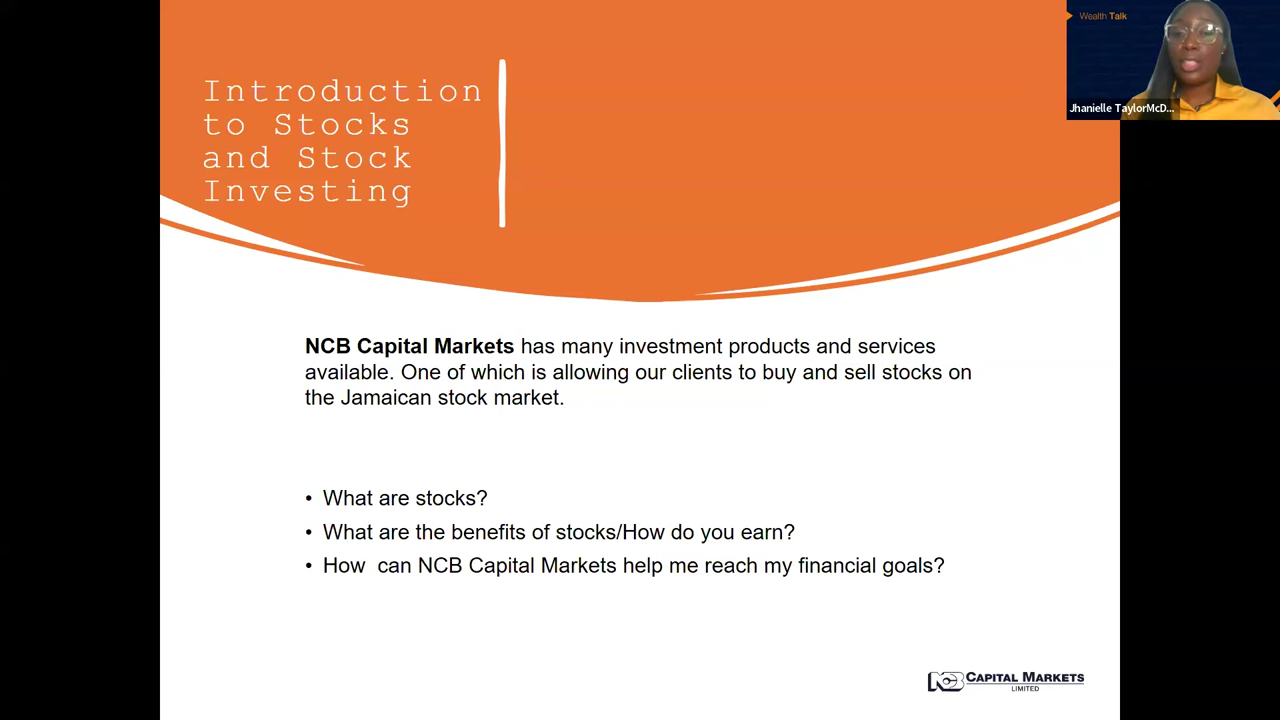 Introduction
to Stocks
and Stock
Investing
Wealth Talk
Jhanielle TaylorMcD...
NCB Capital Markets has many investment products and services
available. One of which is allowing our clients to buy and sell stocks on
the Jamaican stock market.
• What are stocks?
• What are the benefits of stocks/How do you earn?
• How  can NCB Capital Markets help me reach my financial goals?
NCB CAPITAL MARKETS
LIMITED